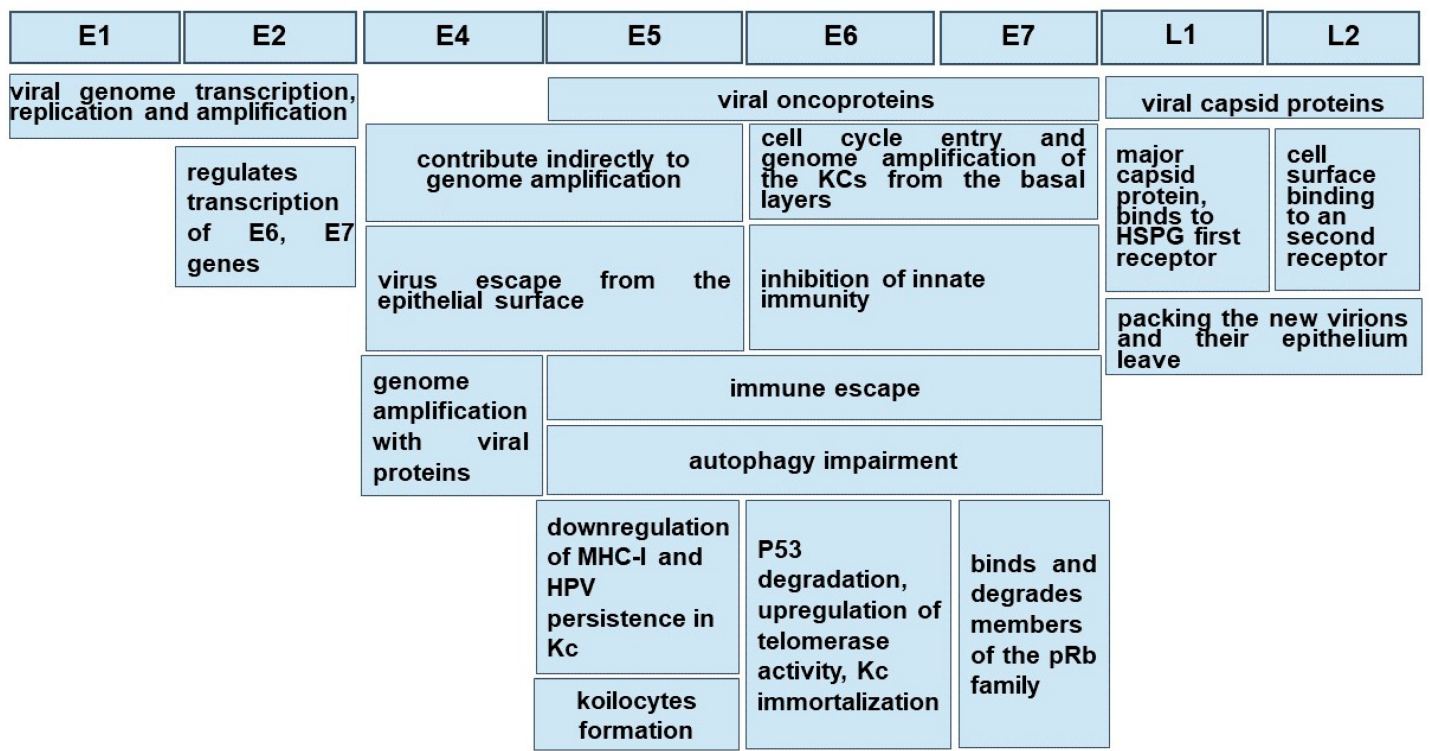 E1
E2
E4
E5
E6
E7
L1
L2
viral genome transcription,
replication and amplification
viral oncoproteins
viral capsid proteins
regulates
transcription
of E6, E7
genes
contribute indirectly to
genome amplification
cell cycle entry and
genome amplification of
the KCs from the basal
layers
major
capsid
protein,
binds to
HSPG first
receptor
cell
surface
binding
to an
second
receptor
virus escape from the
epithelial surface
inhibition of innate
immunity
packing the new virions
and their epithelium
leave
genome
amplification
with viral
proteins
immune escape
autophagy impairment
downregulation
of MHC-I and
HPV
persistence in
Kc
P53
degradation,
upregulation of
telomerase
activity, Kc
immortalization
binds and
degrades
members
of the pRb
family
koilocytes
formation